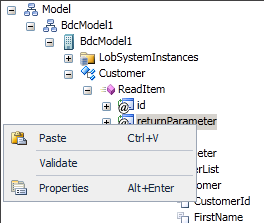 Model
BdcModel1
BdcModel1
LobSystemInstances
Customer
ReadItem
id
returnParameter
Paste Ctrl+V
Validate
Properties Alt+Enter
CustomerId
FirstName